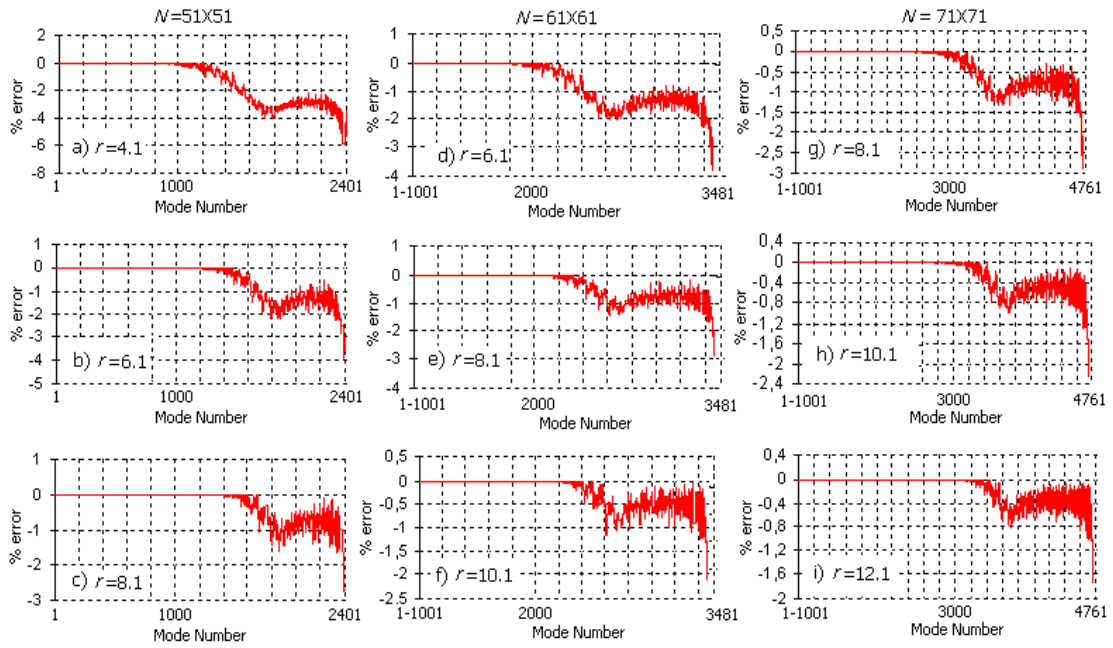 N=51X51
N=61X61
N = 71X71
2
0
-2
-4
-6
-8
% error
a) r=4.1
1
1000
2401
Mode Number
1
0
-1
-2
1
-4
% error
d) r=6.1
1-1001
2000
3481
Mode Number
0,5
0
-0,5
-1
-1,5
-2
-2,5
-3
% error
g) r=8.1
1-1001
3000
4761
Mode Number
1
0
-1
-2
-3
-4
-5
% error
b) r=6.1
1
1000
2401
Mode Number
1
0
-1
-2
-3
-4
% error
e) r=8.1
1-1001
2000
3481
Mode Number
0,4
0
-0,4
-0,8
-1,2
-1,6
-2
-2,4
% error
h) r=10.1
1-1001
3000
4761
Mode Number
1
0
-1
-2
-3
% error
c) r=8.1
1
1000
2401
Mode Number
0,5
0
-0,5
-1
-1,5
-2
-2.5
% error
f) r=10.1
1-1001
2000
3481
Mode Number
0,4
0
-0,4
-0,8
-1,2
-1,6
-2
% error
i) r=12.1
1-1001
3000
4761
Mode Number